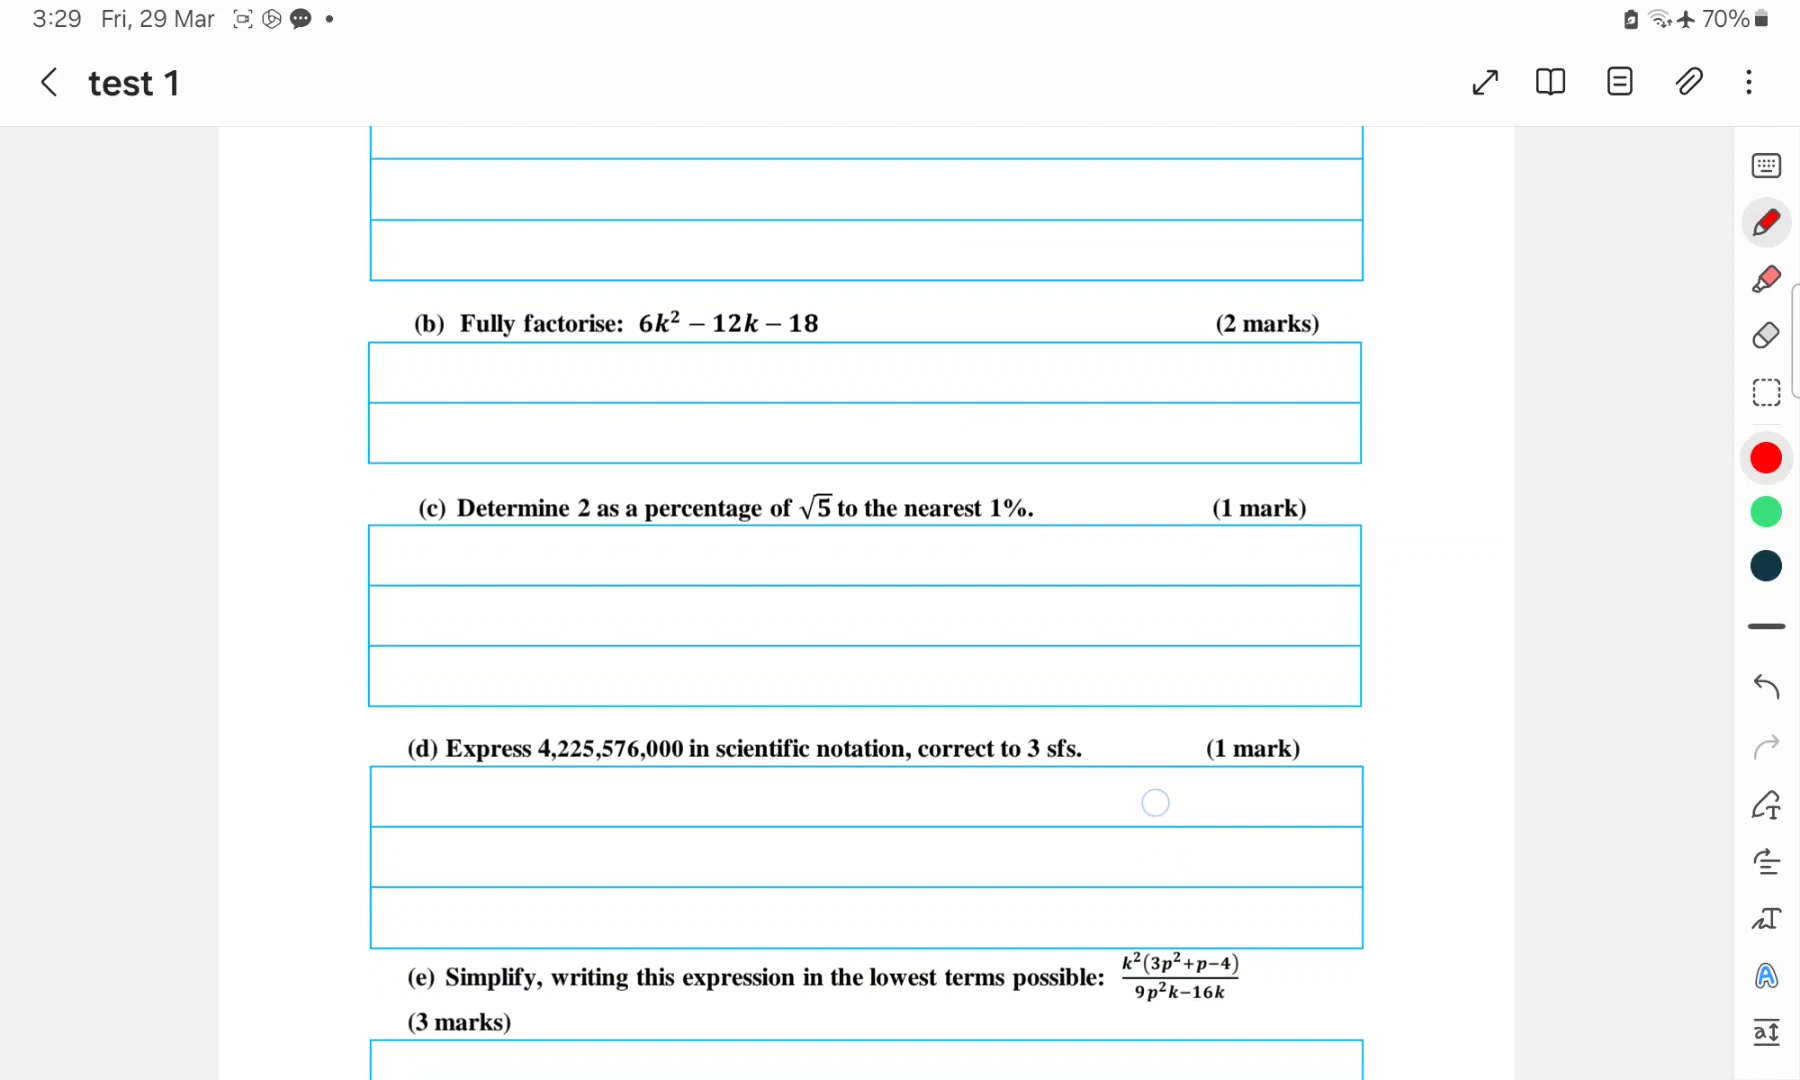 3:29 Fri, 29 Mar 70%
test 1
(b) Fully factorise: 6k² – 12k – 18 (2 marks)
(c) Determine 2 as a percentage of √5 to the nearest 1%. (1 mark)
(d) Express 4,225,576,000 in scientific notation, correct to 3 sfs. (1 mark)
(e) Simplify, writing this expression in the lowest terms possible: k²(3p²+p−4)/9p²k−16k
(3 marks)